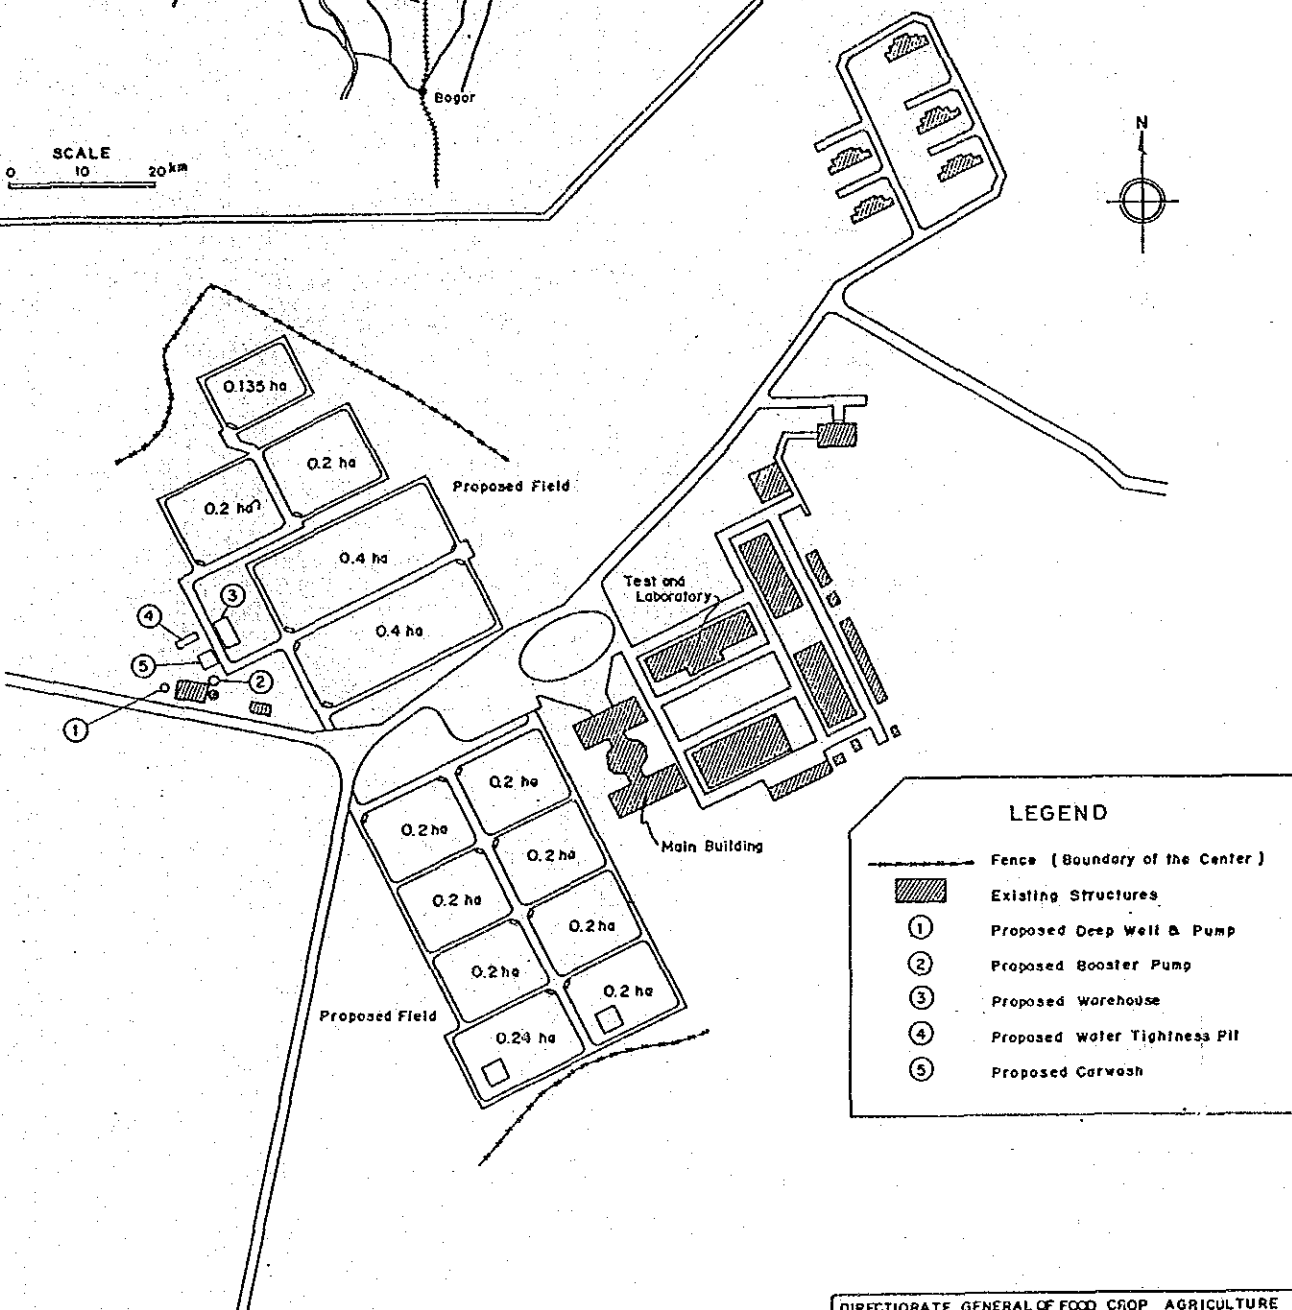 Bogor
SCALE
0 10 20 km
N
0.135 ha
0.2 ha
0.2 ha
Proposed Field
0.4 ha
0.4 ha
Test and
Laboratory
3
4
5
2
1
0.2 ha
0.2 ha
0.2 ha
0.2 ha
0.2 ha
0.2 ha
0.2 ha
0.24 ha
Main Building
Proposed Field
LEGEND
Fence (Boundary of the Center)
Existing Structures
1 Proposed Deep Well & Pump
2 Proposed Booster Pump
3 Proposed Warehouse
4 Proposed Water Tightness Pit
5 Proposed Carwash
DIRECTIORATE GENERAL OF FOOD CROP AGRICULTURE